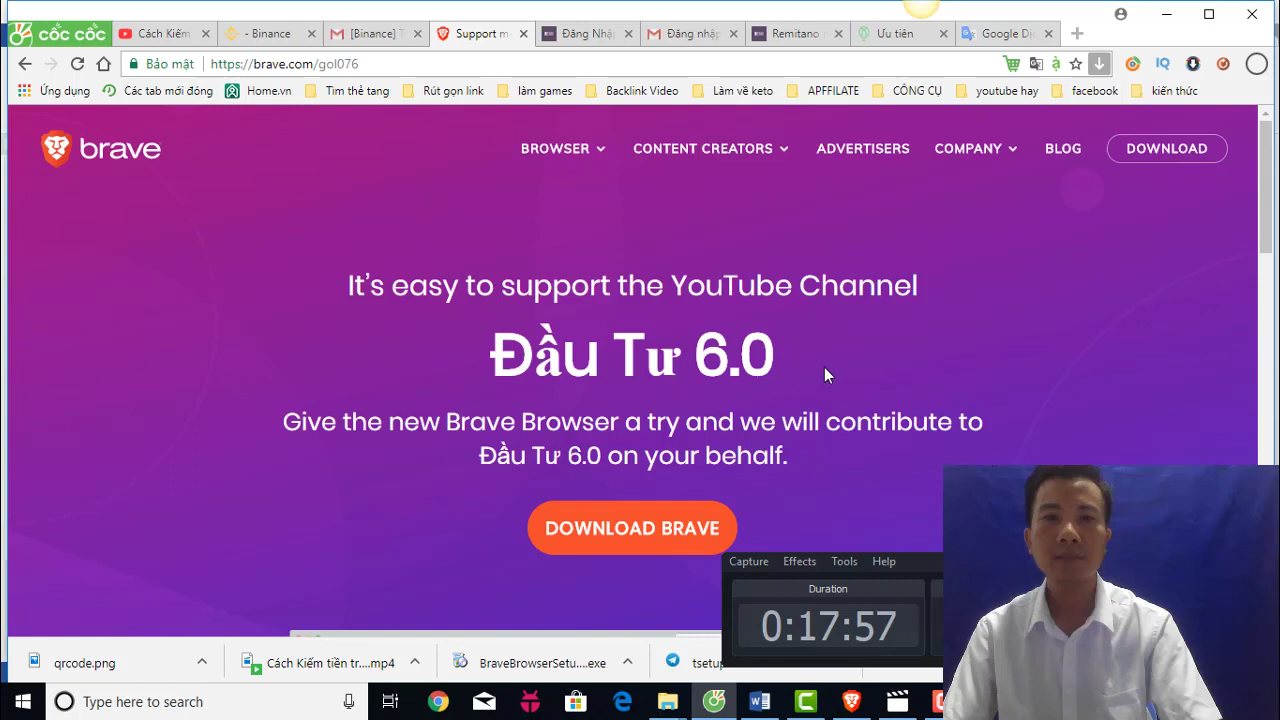 cốc cốc
Cách Kiếm
- Binance
[Binance] T
Support m
Đăng Nhậ
Đăng nhập
Remitano
Ưu tiên
Google Dị
Bảo mật
https://brave.com/gol076
IQ
Ứng dụng
Các tab mới đóng
Home.vn
Tìm thẻ tang
Rút gọn link
làm games
Backlink Video
Làm về keto
APFFILATE
CÔNG CỤ
youtube hay
facebook
kiến thức
brave
BROWSER
CONTENT CREATORS
ADVERTISERS
COMPANY
BLOG
DOWNLOAD
It's easy to support the YouTube Channel
Đầu Tư 6.0
Give the new Brave Browser a try and we will contribute to
Đầu Tư 6.0 on your behalf.
DOWNLOAD BRAVE
Capture
Effects
Tools
Help
Duration
0:17:57
qrcode.png
Cách Kiếm tiền tr....mp4
BraveBrowserSetu....exe
tsetup
Type here to search